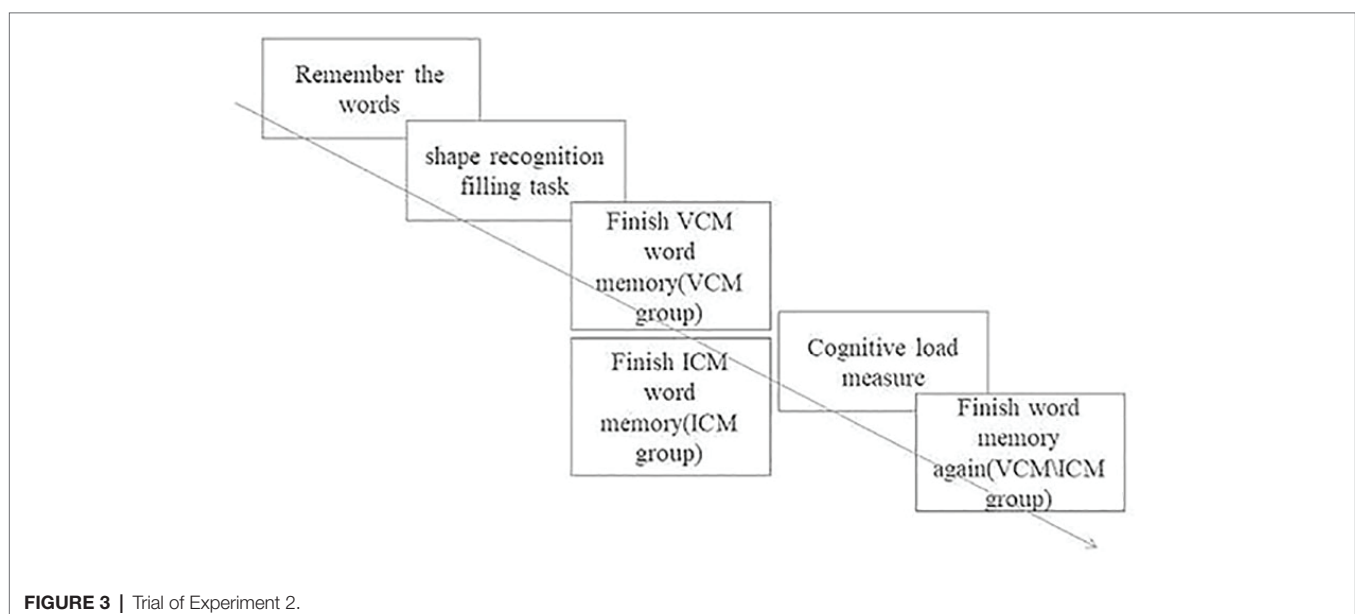 Remember the
words
shape recognition
filling task
Finish VCM
word
memory(VCM
group)
Finish ICM
word
memory(ICM
group)
Cognitive load
measure
Finish word
memory
again(VCM\ICM
group)
FIGURE 3 | Trial of Experiment 2.